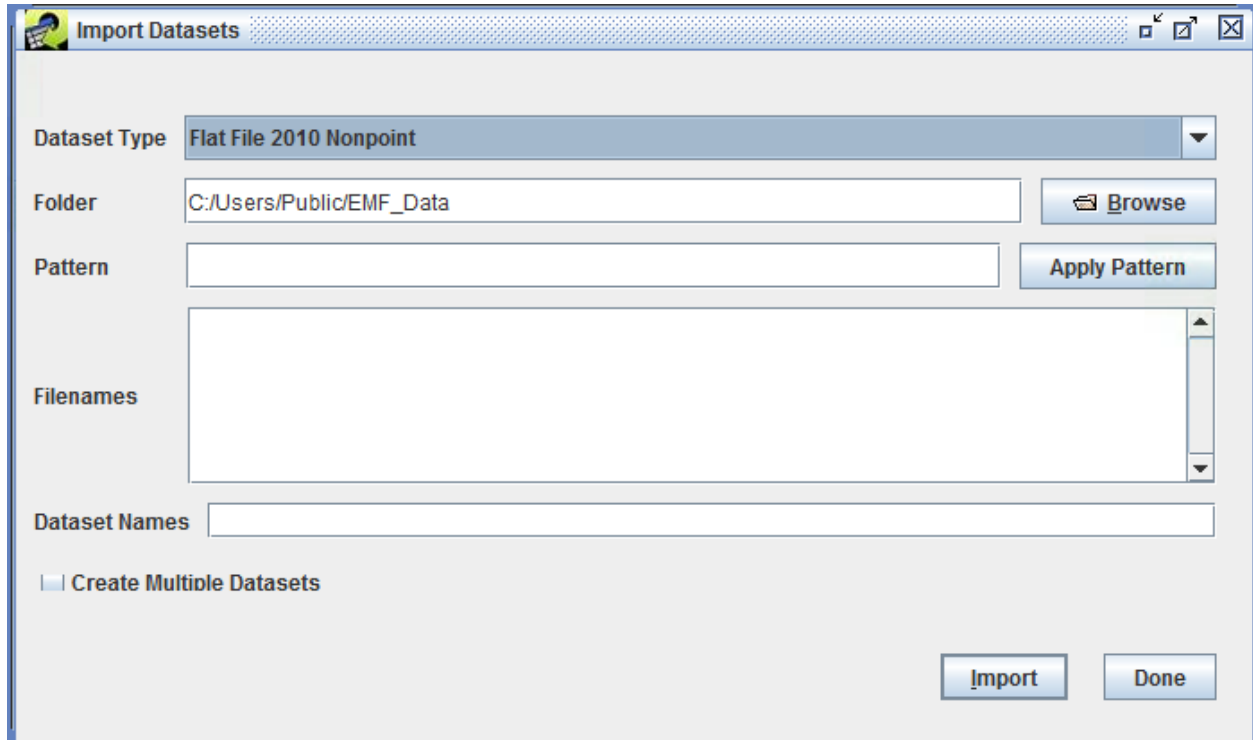 Import Datasets
Dataset Type Flat File 2010 Nonpoint
Folder C:/Users/Public/EMF_Data Browse
Pattern Apply Pattern
Filenames
Dataset Names
Create Multiple Datasets
Import Done